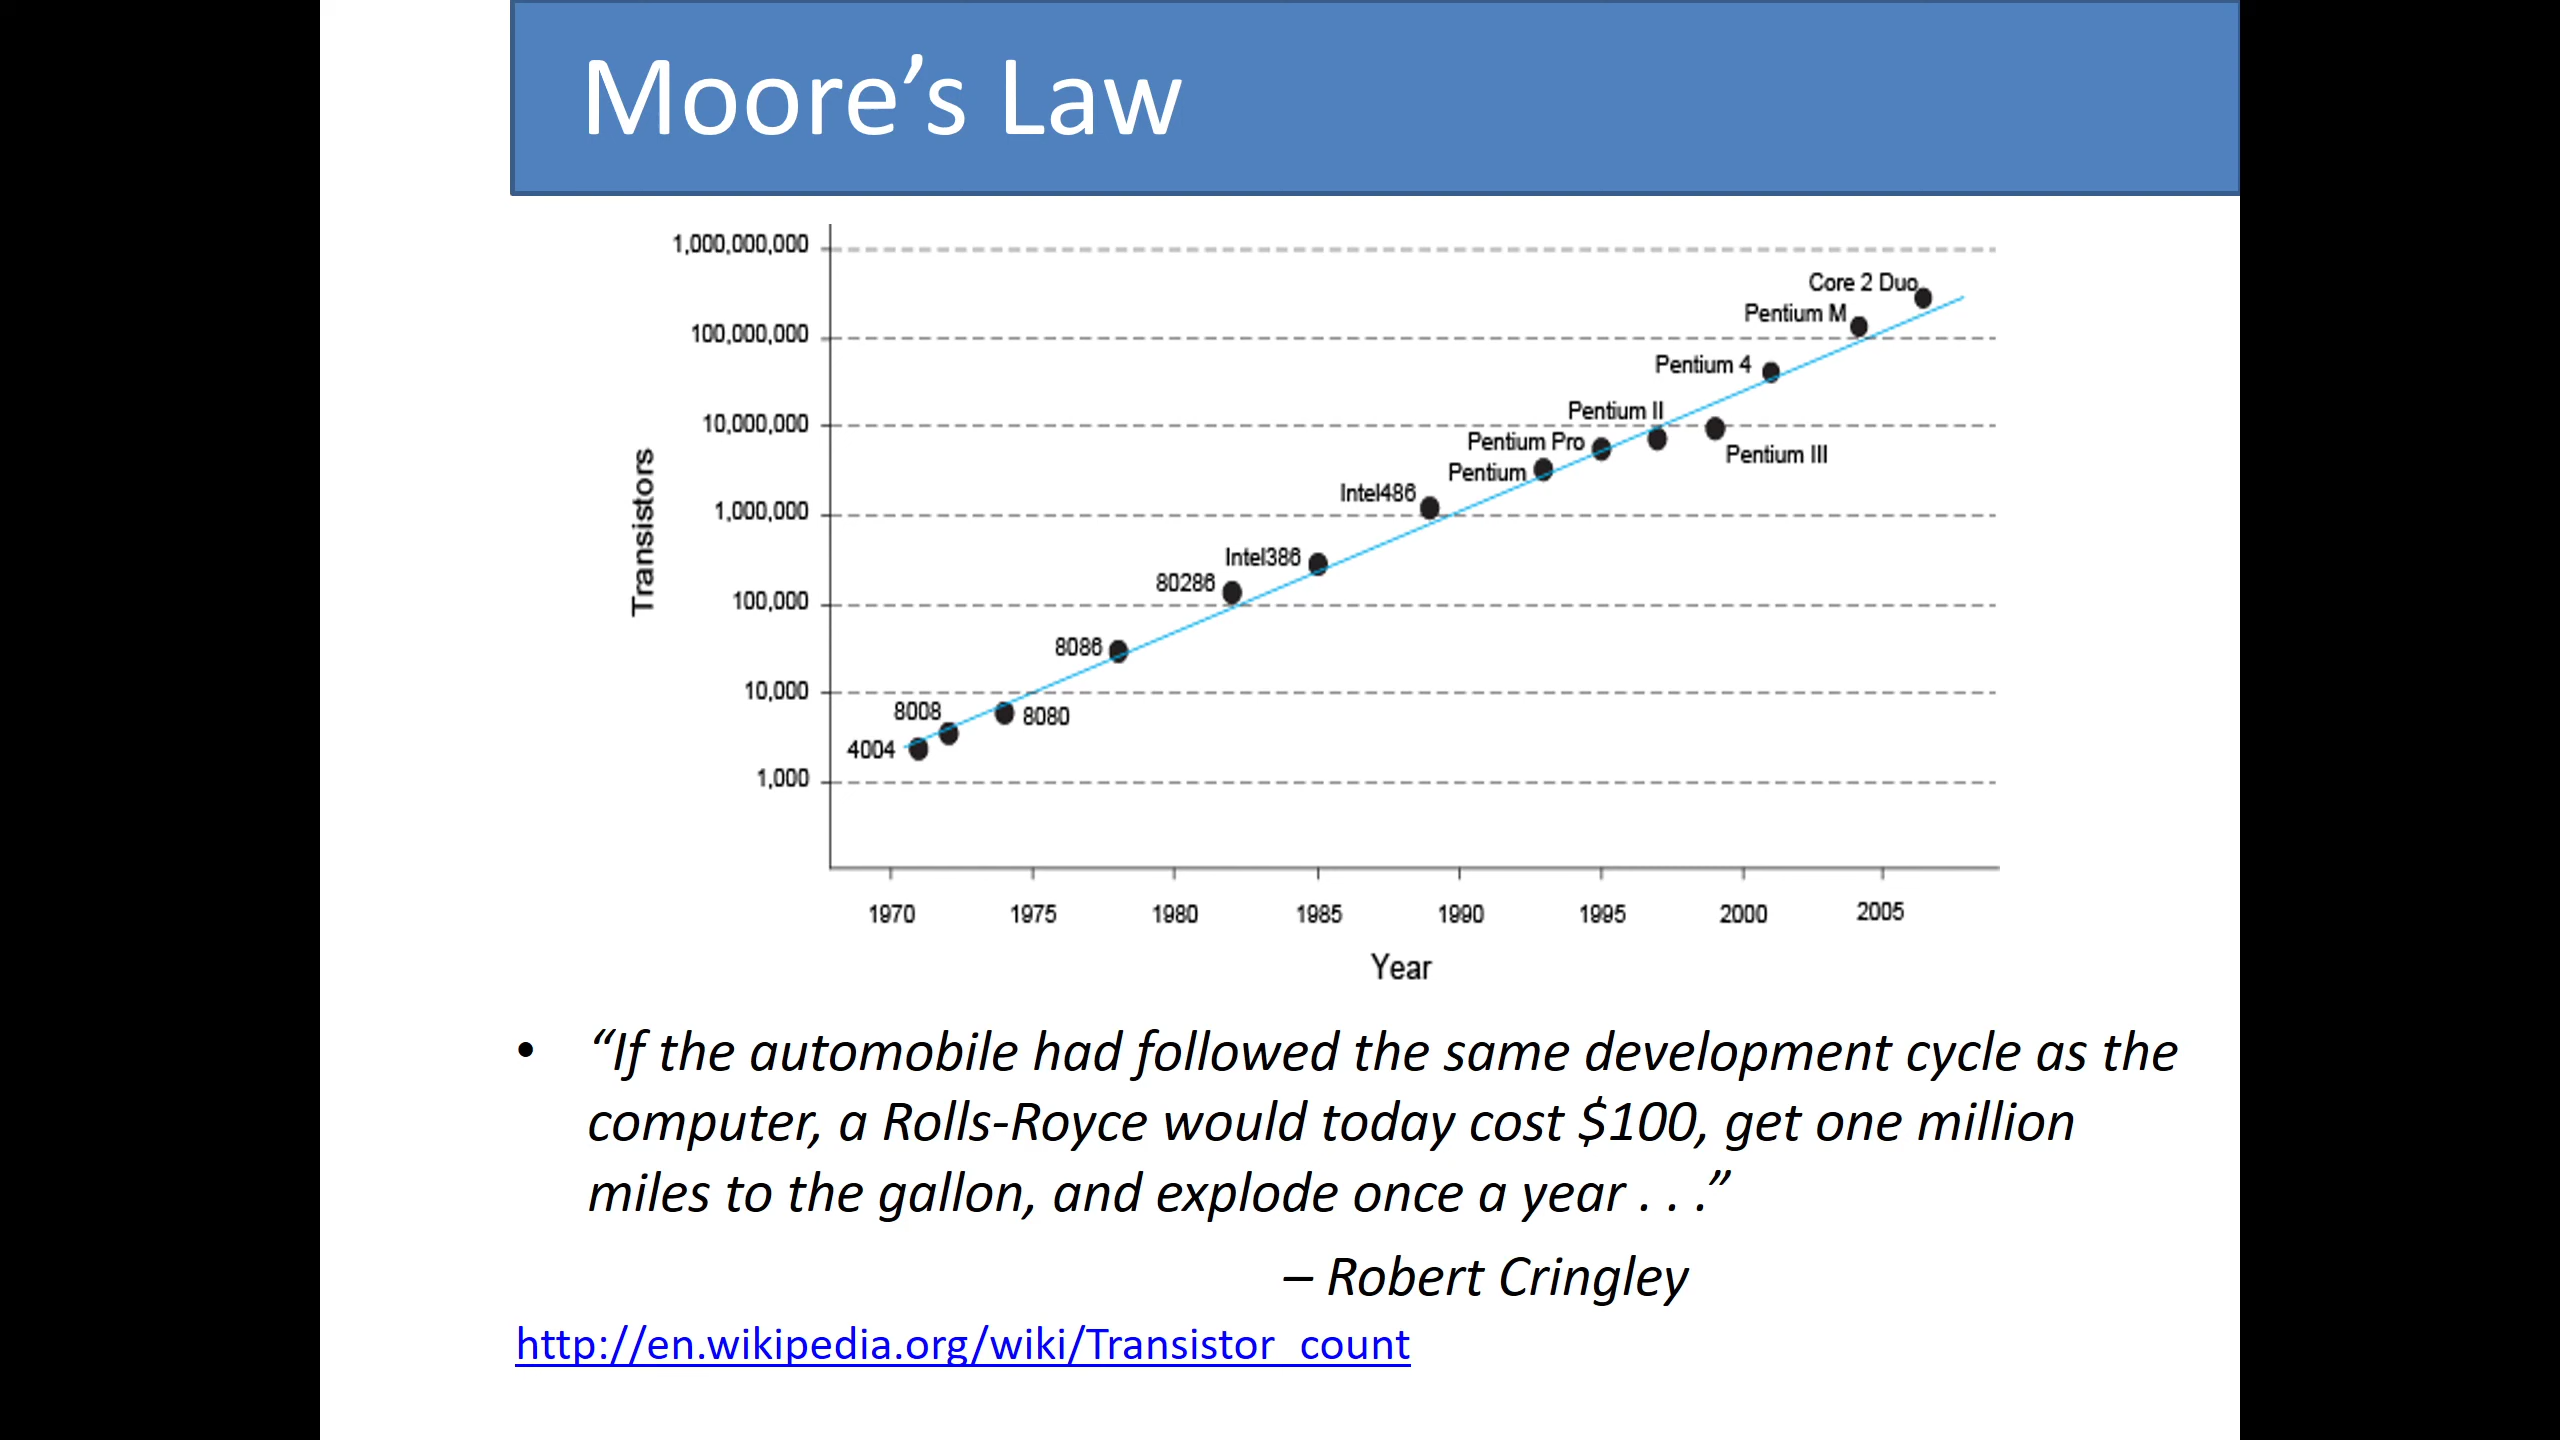 Moore’s Law
1,000,000,000
100,000,000
10,000,000
1,000,000
100,000
10,000
1,000
Transistors
Core 2 Duo
Pentium M
Pentium 4
Pentium II
Pentium Pro
Pentium III
Pentium
Intel486
Intel386
80286
8086
8008
8080
4004
1970 1975 1980 1985 1990 1995 2000 2005
Year
• “If the automobile had followed the same development cycle as the
computer, a Rolls-Royce would today cost $100, get one million
miles to the gallon, and explode once a year . . .”
– Robert Cringley
http://en.wikipedia.org/wiki/Transistor_count